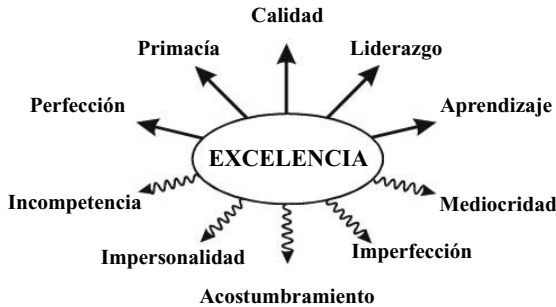 Calidad
Primacía
Liderazgo
Perfección
Aprendizaje
EXCELENCIA
Incompetencia
Mediocridad
Impersonalidad
Imperfección
Acostumbramiento